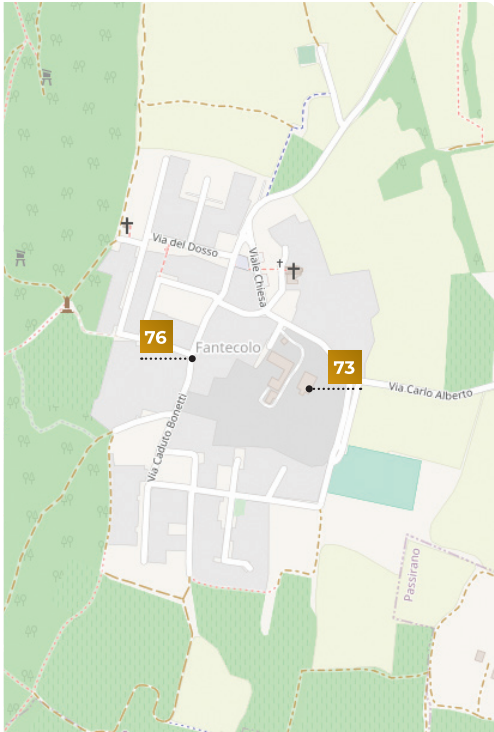 Via del Dosso
Viale Chiesa
76
Fantecolo
73
Via Carlo Alberto
Via Caduto Bonetti
Passirano